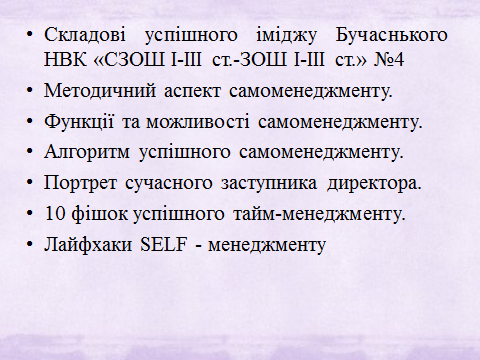 • Складові успішного іміджу Бучаснького
НВК «СЗОШ І-ІІІ ст.-ЗОШ І-ІІІ ст.» №4
• Методичний аспект самоменеджменту.
• Функції та можливості самоменеджменту.
• Алгоритм успішного самоменеджменту.
• Портрет сучасного заступника директора.
• 10 фішок успішного тайм-менеджменту.
• Лайфхаки SELF - менеджменту